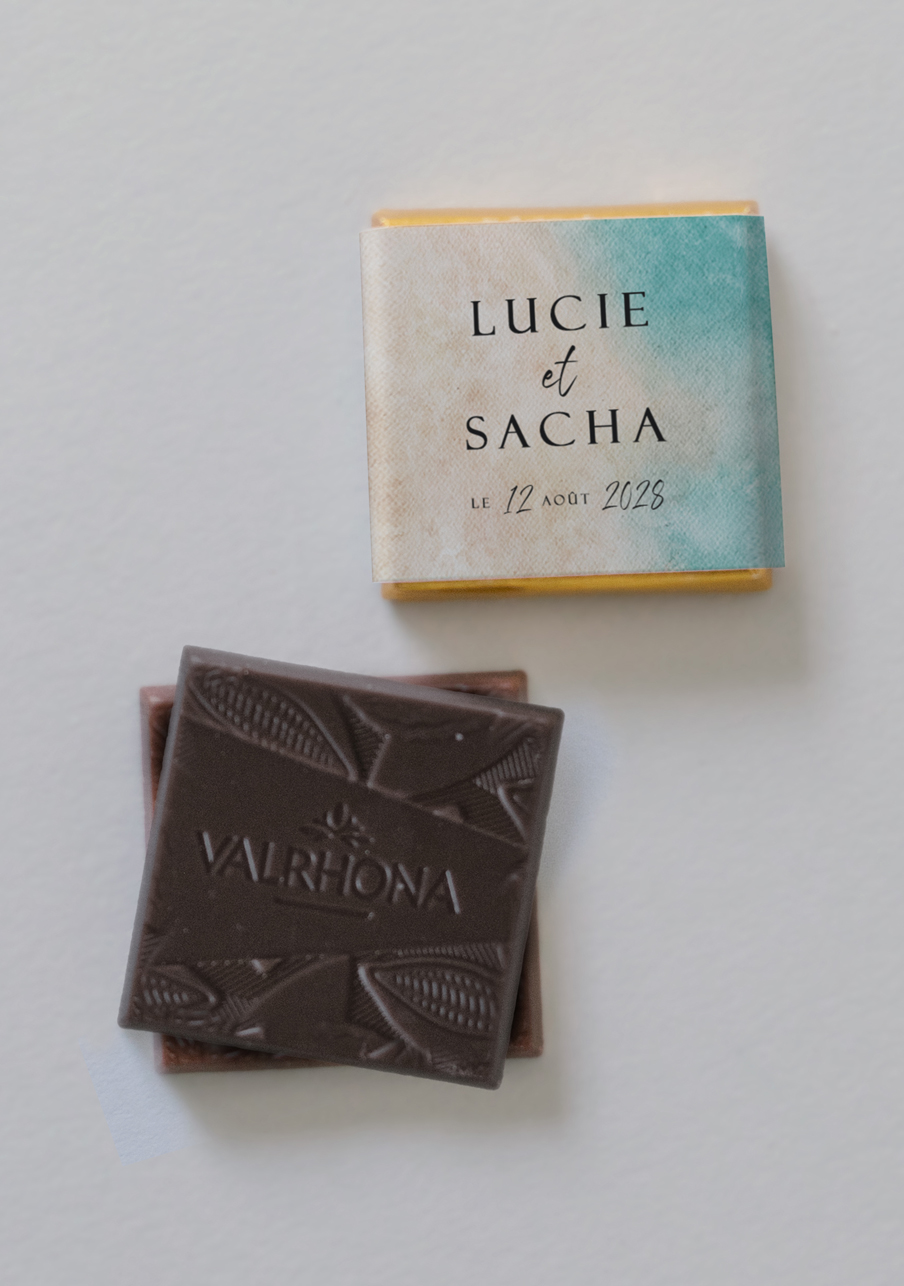 LUCIE
et
SACHA
LE 12 AOÛT 2028
VALRHONA